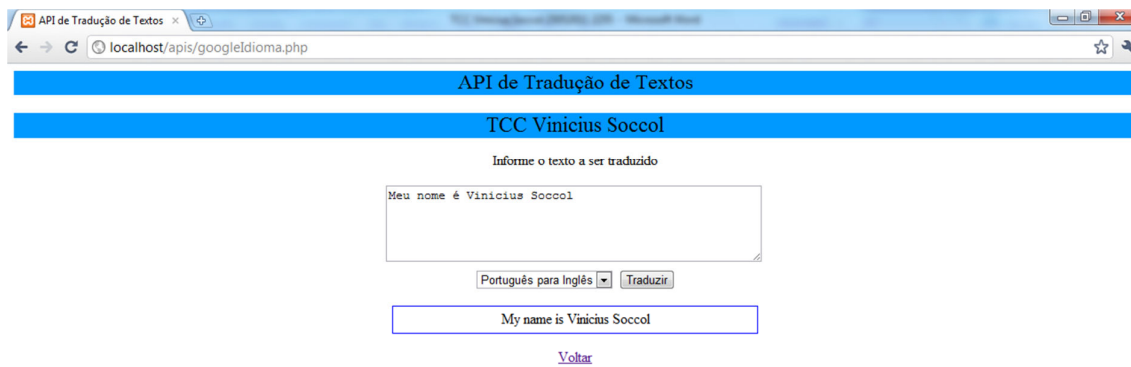 API de Tradução de Textos
localhost/apis/googleIdioma.php
API de Tradução de Textos
TCC Vinicius Soccol
Informe o texto a ser traduzido
Meu nome é Vinicius Soccol
Português para Inglês Traduzir
My name is Vinicius Soccol
Voltar